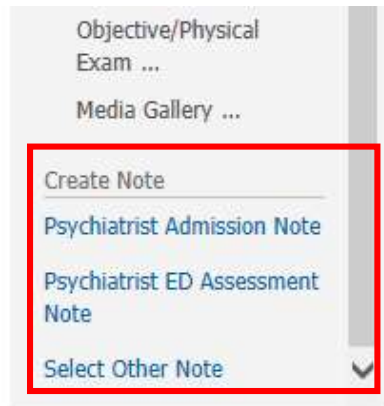 Objective/Physical
Exam ...
Media Gallery ...
Create Note
Psychiatrist Admission Note
Psychiatrist ED Assessment
Note
Select Other Note